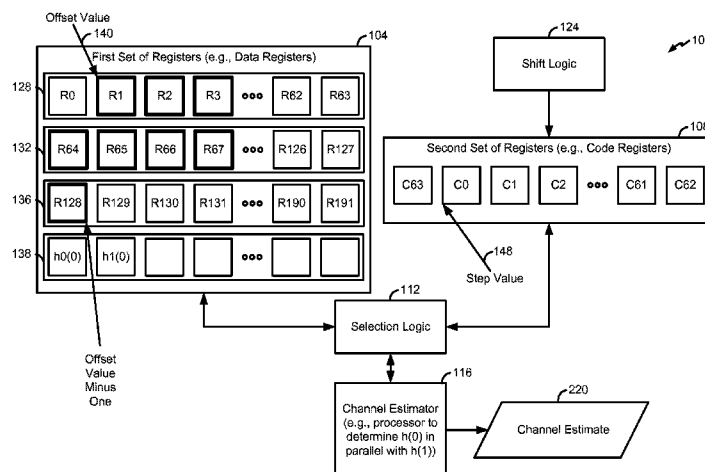 Offset Value
140
104
First Set of Registers (e.g., Data Registers)
128
R0 R1 R2 R3 ooo R62 R63
132
R64 R65 R66 R67 ooo R126 R127
136
R128 R129 R130 R131 ooo R190 R191
138
h0(0) h1(0) ooo
Offset
Value
Minus
One
124
Shift Logic
10
108
Second Set of Registers (e.g., Code Registers)
C63 C0 C1 C2 ooo C61 C62
148
Step Value
112
Selection Logic
116
Channel Estimator
(e.g., processor to
determine h(0) in
parallel with h(1))
220
Channel Estimate